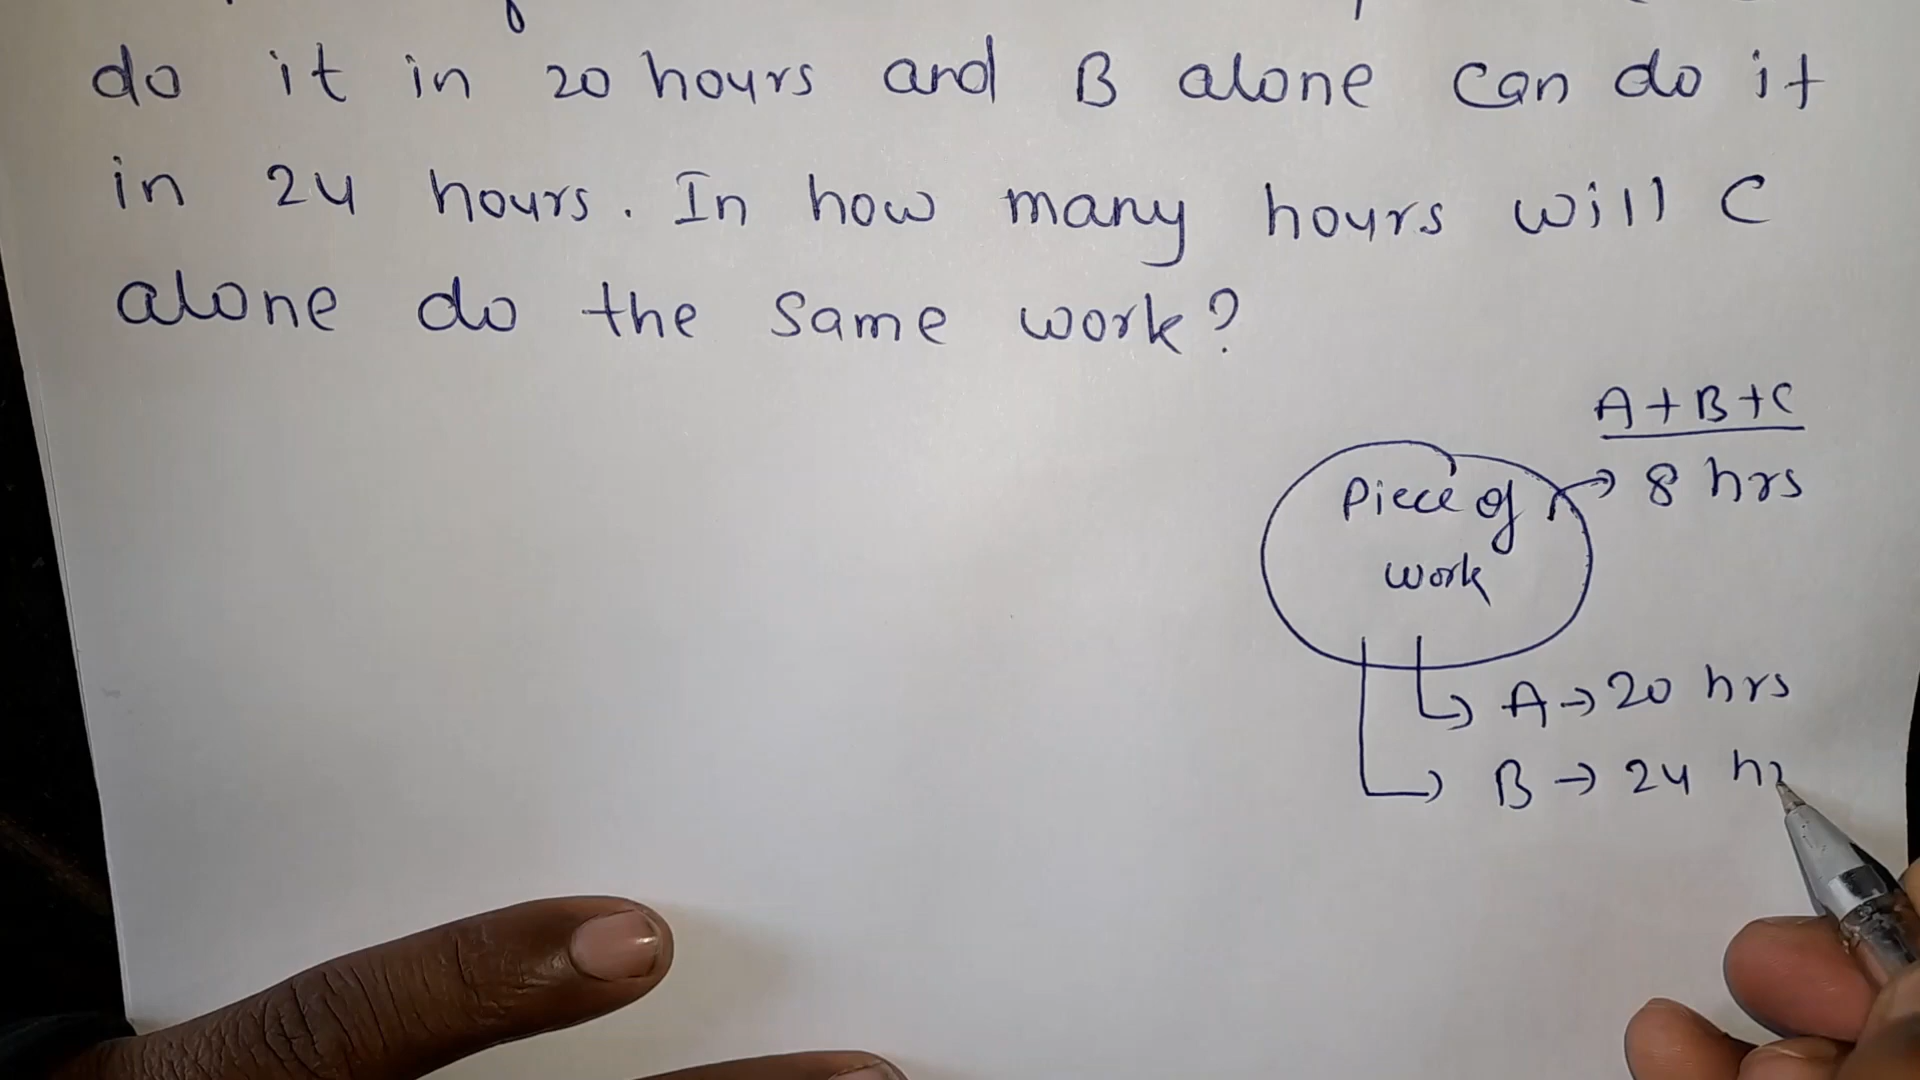 do it in 20 hours and B alone can do it
in 24 hours. In how many hours will C
alone do the same work?
A+B+C
Piece of → 8 hrs
work
→ A → 20 hrs
→ B → 24